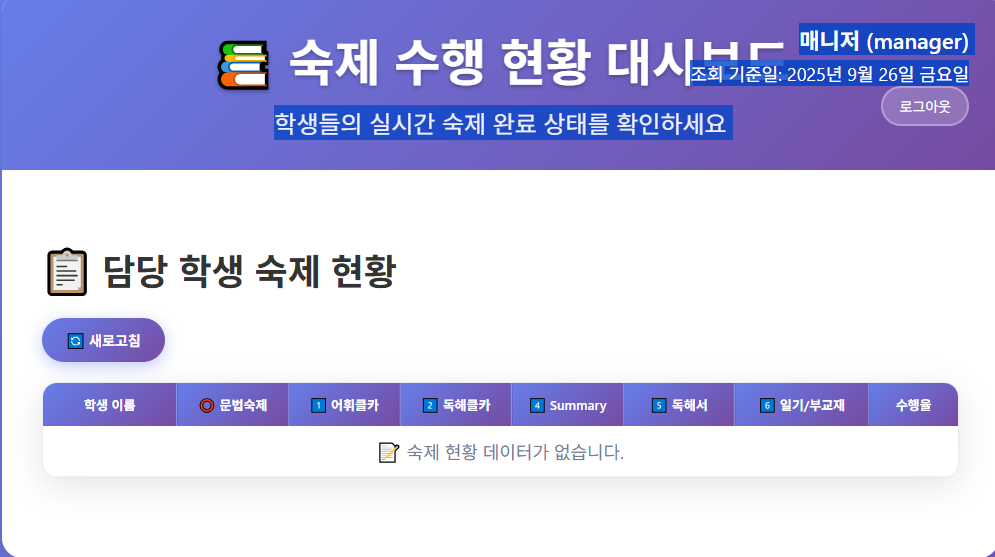 숙제 수행 현황 대시보드
매니저 (manager)
조회 기준일: 2025년 9월 26일 금요일
로그아웃
학생들의 실시간 숙제 완료 상태를 확인하세요
담당 학생 숙제 현황
새로고침
학생 이름 문법숙제 1 어휘클카 2 독해클카 4 Summary 5 독해서 6 일기/부교재 수행율
숙제 현황 데이터가 없습니다.